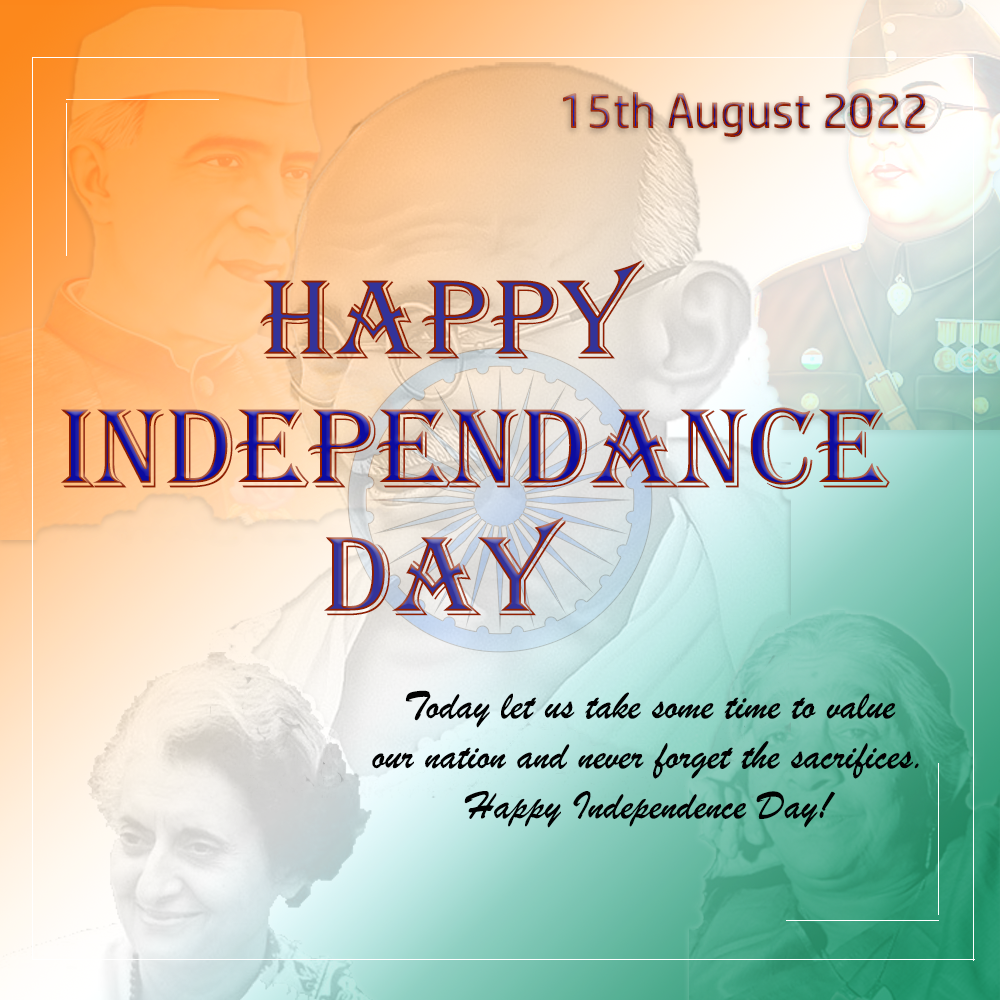 15th August 2022
HAPPY
INDEPENDANCE
DAY
Today let us take some time to value
our nation and never forget the sacrifices.
Happy Independence Day!